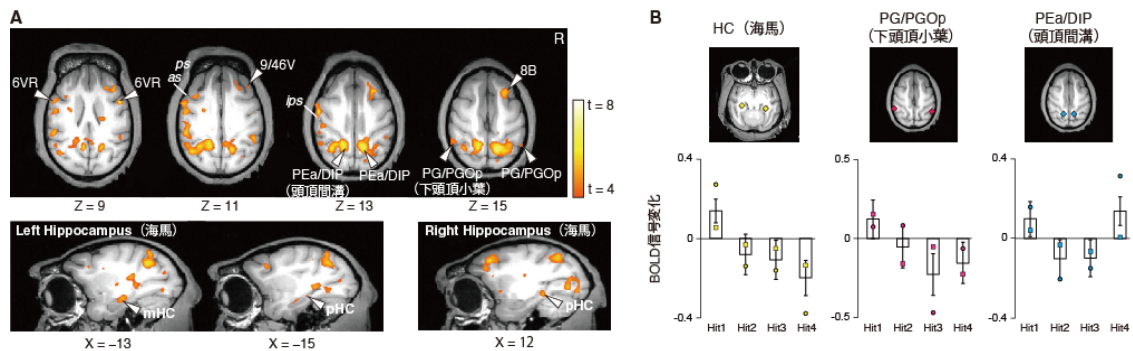 A
R
6VR
6VR
ps
as
9/46V
ips
8B
PEa/DIP
(頭頂間溝)
PEa/DIP
PG/PGOp
(下頭頂小葉)
PG/PGOp
t = 8
t = 4
Z = 9
Z = 11
Z = 13
Z = 15
Left Hippocampus(海馬)
Right Hippocampus(海馬)
mHC
pHC
pHC
X = −13
X = −15
X = 12
B
HC(海馬)
PG/PGOp
(下頭頂小葉)
PEa/DIP
(頭頂間溝)
BOLD信号変化
0.4
0
-0.4
Hit1 Hit2 Hit3 Hit4
0.5
0
-0.5
Hit1 Hit2 Hit3 Hit4
0.4
0
-0.4
Hit1 Hit2 Hit3 Hit4